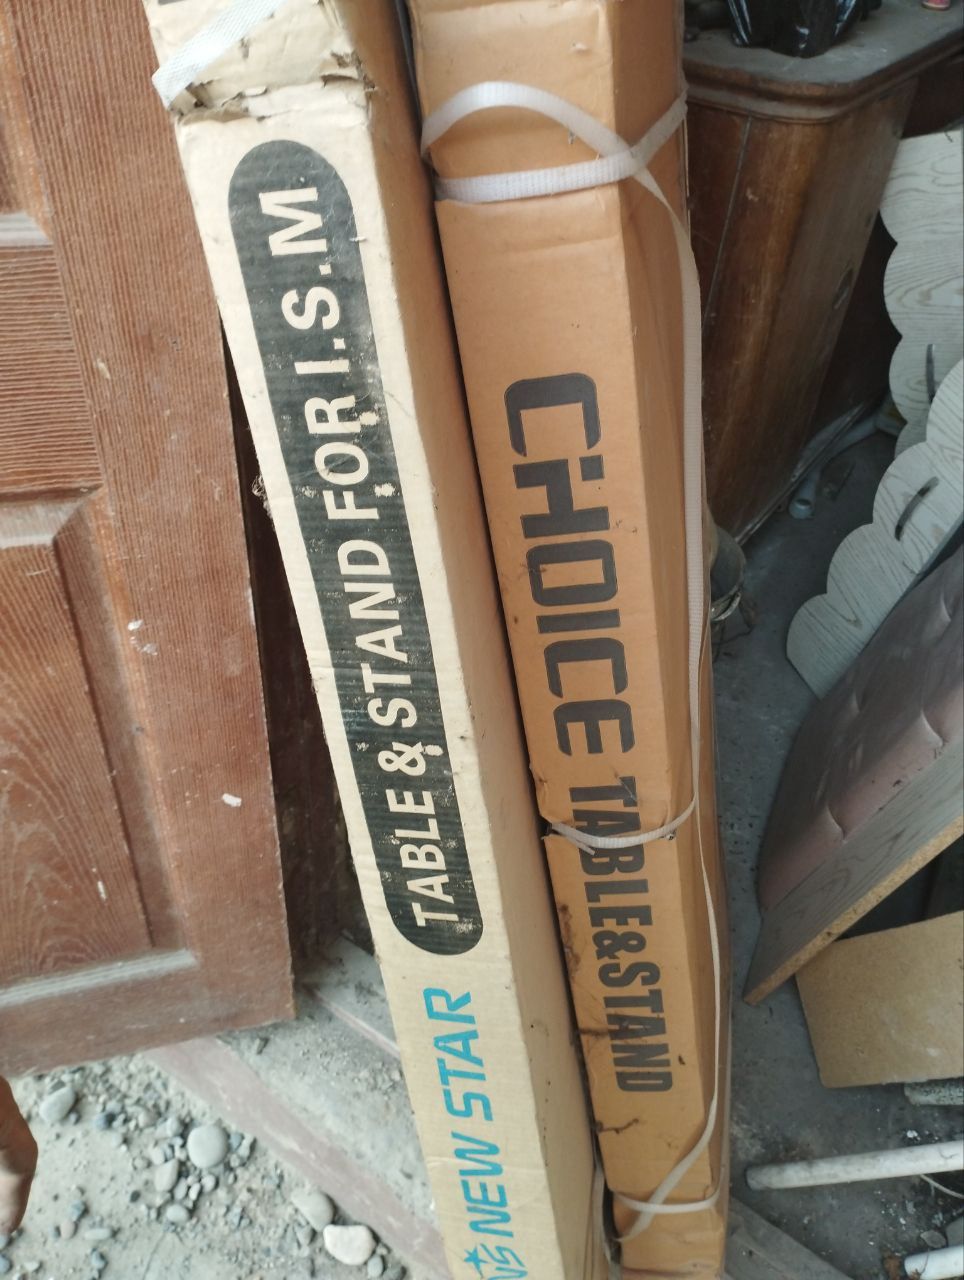 TABLE & STAND FOR I.S.M
NEW STAR
CHOICE TABLE&STAND